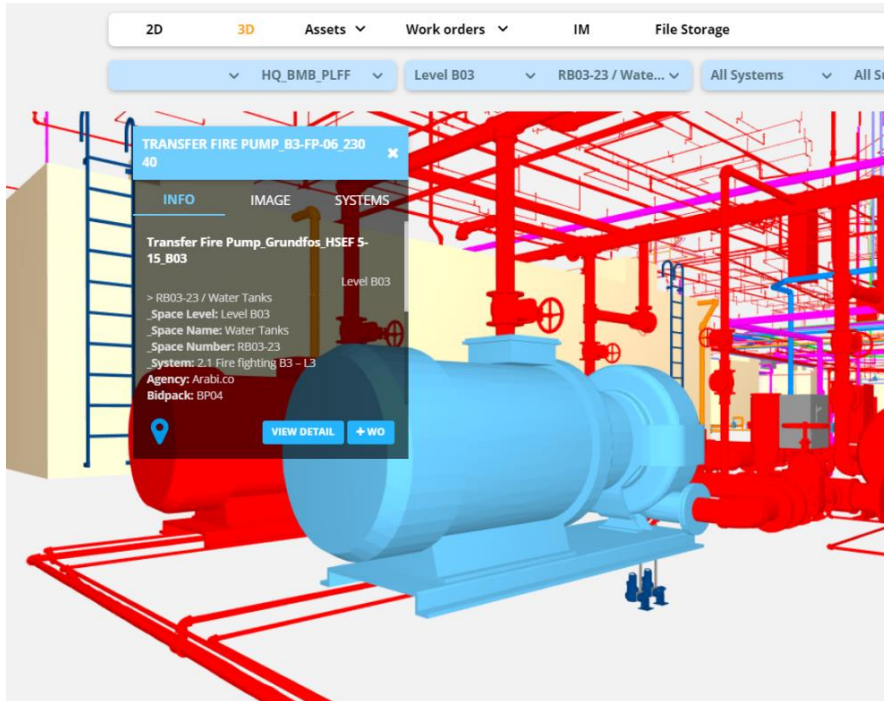 2D 3D Assets Work orders IM File Storage
HQ_BMB_PLFF Level B03 RB03-23 / Wate... All Systems
TRANSFER FIRE PUMP_B3-FP-06_230
40
INFO IMAGE SYSTEMS
Transfer Fire Pump_Grundfos_HSEF 5-
15_B03
Level B03
> RB03-23 / Water Tanks
_Space Level: Level B03
_Space Name: Water Tanks
_Space Number: RB03-23
_System: 2.1 Fire fighting B3 – L3
Agency: Arabi.co
Bidpack: BP04
VIEW DETAIL + WO